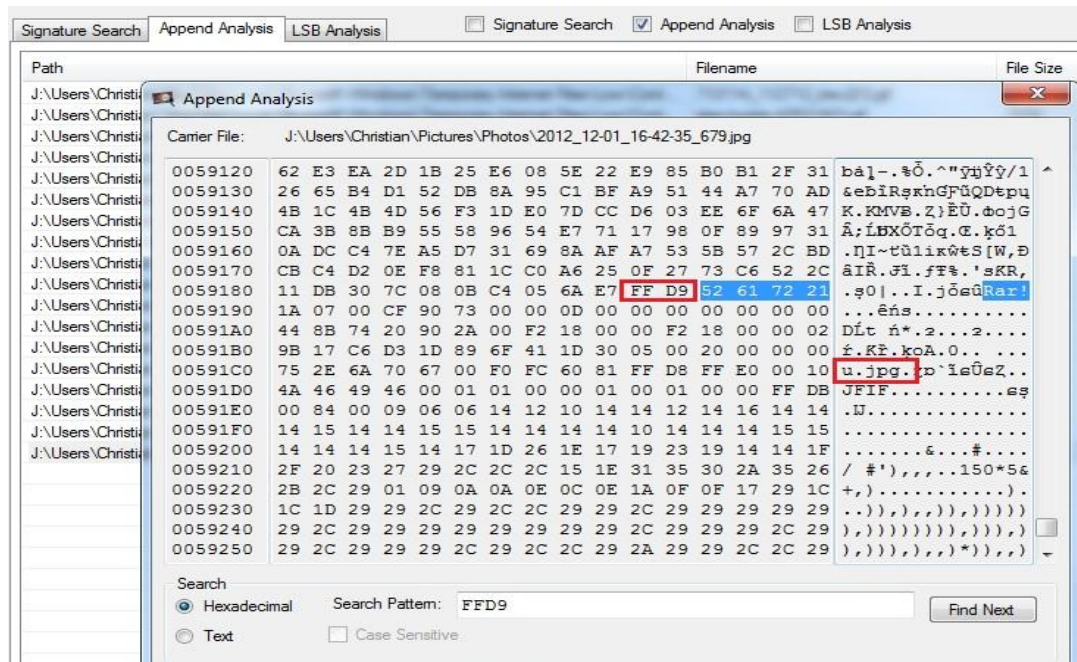 Signature Search Append Analysis LSB Analysis Signature Search Append Analysis LSB Analysis
Path Filename File Size
J:\Users\Christi
Append Analysis
Carrier File: J:\Users\Christian\Pictures\Photos\2012_12-01_16-42-35_679.jpg
0059120 62 E3 EA 2D 1B 25 E6 08 5E 22 E9 85 B0 B1 2F 31
0059130 26 65 B4 D1 52 DB 8A 95 C1 BF A9 51 44 A7 70 AD
0059140 4B 1C 4B 4D 56 F3 1D E0 7D CC D6 03 EE 6F 6A 47
0059150 CA 3B 8B B9 55 58 96 54 E7 71 17 98 0F 89 97 31
0059160 0A DC C4 7E A5 D7 31 69 8A AF A7 53 5B 57 2C BD
0059170 CB C4 D2 0E F8 81 1C C0 A6 25 0F 27 73 C6 52 2C
0059180 11 DB 30 7C 08 0B C4 05 6A E7 FF D9 52 61 72 21 Rar!
0059190 1A 07 00 CF 90 73 00 00 0D 00 00 00 00 00 00 00
00591A0 44 8B 74 20 90 2A 00 F2 18 00 00 F2 18 00 00 02
00591B0 9B 17 C6 D3 1D 89 6F 41 1D 30 05 00 20 00 00 00
00591C0 75 2E 6A 70 67 00 F0 FC 60 81 FF D8 FF E0 00 10 u.jpg.
00591D0 4A 46 49 46 00 01 01 00 00 01 00 01 00 00 FF DB JFIF..........
00591E0 00 84 00 09 06 06 14 12 10 14 14 12 14 16 14 14
00591F0 14 15 14 14 15 15 14 14 14 14 10 14 14 14 15 15 ................
0059200 14 14 14 15 14 17 1D 26 1E 17 19 23 19 14 14 1F .......&...#....
0059210 2F 20 23 27 29 2C 2C 2C 15 1E 31 35 30 2A 35 26 / #'),,,..150*5&
0059220 2B 2C 29 01 09 0A 0A 0E 0C 0E 1A 0F 0F 17 29 1C +,)...........).
0059230 1C 1D 29 29 2C 29 2C 2C 29 29 2C 29 29 29 29 29 ..)),),,)),)))))
0059240 29 2C 29 29 29 29 29 29 29 29 29 2C 29 29 29 2C 29
0059250 29 2C 29 29 29 2C 29 2C 2C 29 2A 29 29 2C 2C 29 ),))),),,)*)),,)
Search
Hexadecimal Search Pattern: FFD9 Find Next
Text Case Sensitive